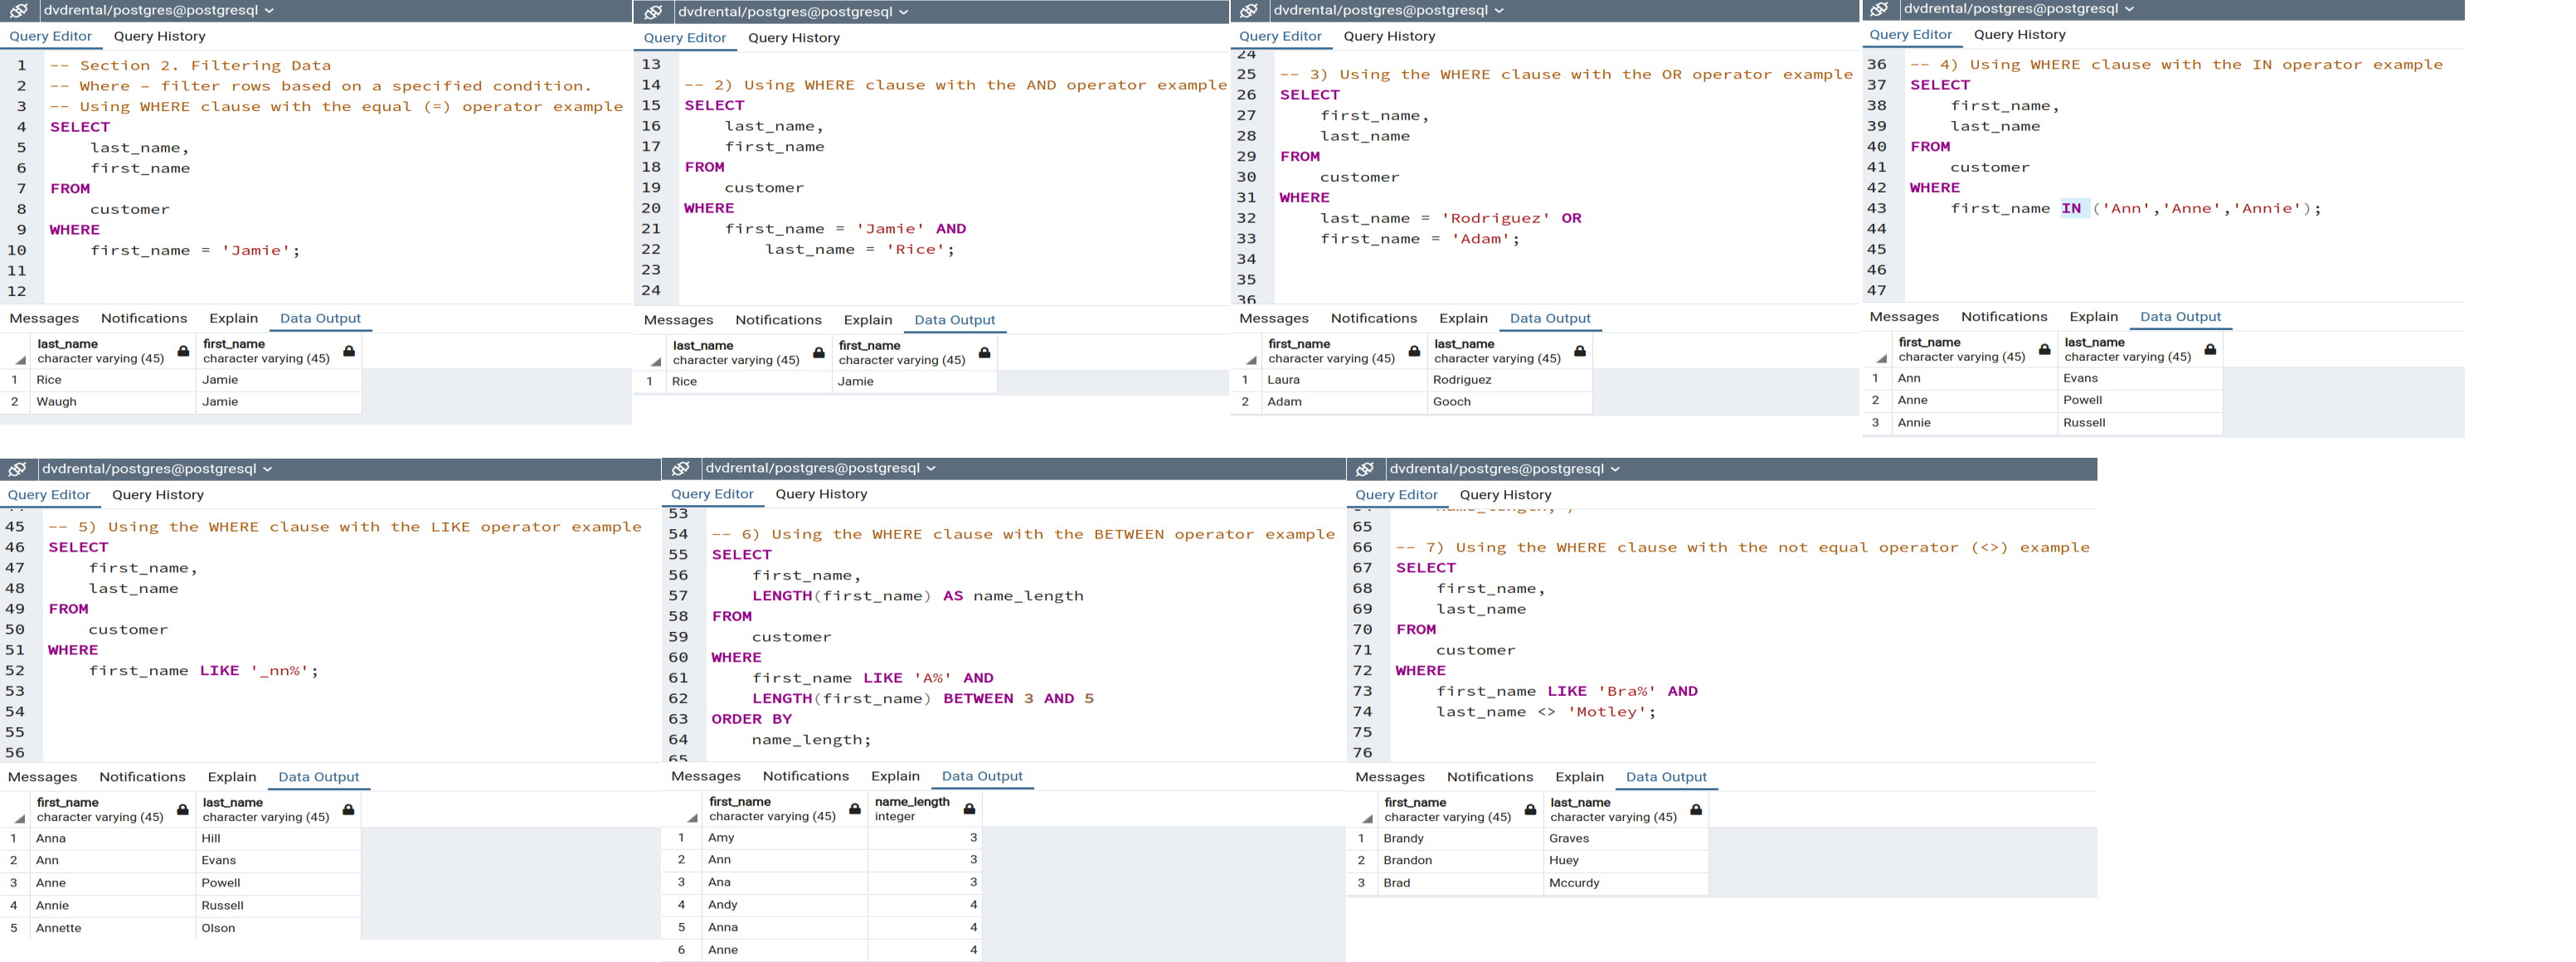 dvdrental/postgres@postgresql
Query Editor Query History
1 -- Section 2. Filtering Data
2 -- Where – filter rows based on a specified condition.
3 -- Using WHERE clause with the equal (=) operator example
4 SELECT
5 last_name,
6 first_name
7 FROM
8 customer
9 WHERE
10 first_name = 'Jamie';
11
12
Messages Notifications Explain Data Output
last_name character varying (45) first_name character varying (45)
1 Rice Jamie
2 Waugh Jamie
dvdrental/postgres@postgresql
Query Editor Query History
13
14 -- 2) Using WHERE clause with the AND operator example
15 SELECT
16 last_name,
17 first_name
18 FROM
19 customer
20 WHERE
21 first_name = 'Jamie' AND
22 last_name = 'Rice';
23
24
Messages Notifications Explain Data Output
last_name character varying (45) first_name character varying (45)
1 Rice Jamie
dvdrental/postgres@postgresql
Query Editor Query History
24
25 -- 3) Using the WHERE clause with the OR operator example
26 SELECT
27 first_name,
28 last_name
29 FROM
30 customer
31 WHERE
32 last_name = 'Rodriguez' OR
33 first_name = 'Adam';
34
35
36
Messages Notifications Explain Data Output
first_name character varying (45) last_name character varying (45)
1 Laura Rodriguez
2 Adam Gooch
dvdrental/postgres@postgresql
Query Editor Query History
36 -- 4) Using WHERE clause with the IN operator example
37 SELECT
38 first_name,
39 last_name
40 FROM
41 customer
42 WHERE
43 first_name IN ('Ann','Anne','Annie');
44
45
46
47
Messages Notifications Explain Data Output
first_name character varying (45) last_name character varying (45)
1 Ann Evans
2 Anne Powell
3 Annie Russell
dvdrental/postgres@postgresql
Query Editor Query History
45 -- 5) Using the WHERE clause with the LIKE operator example
46 SELECT
47 first_name,
48 last_name
49 FROM
50 customer
51 WHERE
52 first_name LIKE '_nn%';
53
54
55
56
Messages Notifications Explain Data Output
first_name character varying (45) last_name character varying (45)
1 Anna Hill
2 Ann Evans
3 Anne Powell
4 Annie Russell
5 Annette Olson
dvdrental/postgres@postgresql
Query Editor Query History
53
54 -- 6) Using the WHERE clause with the BETWEEN operator example
55 SELECT
56 first_name,
57 LENGTH(first_name) AS name_length
58 FROM
59 customer
60 WHERE
61 first_name LIKE 'A%' AND
62 LENGTH(first_name) BETWEEN 3 AND 5
63 ORDER BY
64 name_length;
65
Messages Notifications Explain Data Output
first_name character varying (45) name_length integer
1 Amy 3
2 Ann 3
3 Ana 3
4 Andy 4
5 Anna 4
6 Anne 4
dvdrental/postgres@postgresql
Query Editor Query History
65
66 -- 7) Using the WHERE clause with the not equal operator (<>) example
67 SELECT
68 first_name,
69 last_name
70 FROM
71 customer
72 WHERE
73 first_name LIKE 'Bra%' AND
74 last_name <> 'Motley';
75
76
Messages Notifications Explain Data Output
first_name character varying (45) last_name character varying (45)
1 Brandy Graves
2 Brandon Huey
3 Brad Mccurdy